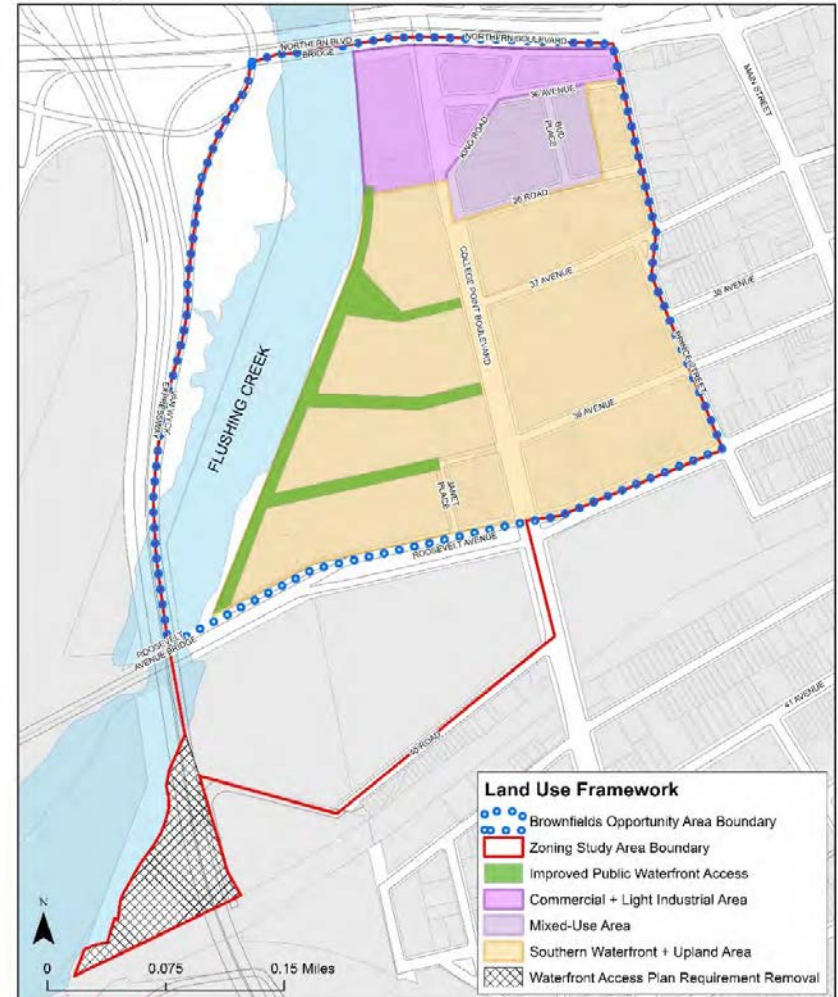 NORTHERN BLVD
BRIDGE
NORTHERN BOULEVARD
MAIN STREET
36 AVENUE
KING ROAD
BUD
PLACE
36 ROAD
COLLEGE POINT BOULEVARD
37 AVENUE
38 AVENUE
PRINCE STREET
FLUSHING CREEK
VAN WYCK
EXPRESSWAY
39 AVENUE
JANET
PLACE
ROOSEVELT AVENUE
ROOSEVELT
AVENUE BRIDGE
40 ROAD
41 AVENUE
Land Use Framework
Brownfields Opportunity Area Boundary
Zoning Study Area Boundary
Improved Public Waterfront Access
Commercial + Light Industrial Area
Mixed-Use Area
Southern Waterfront + Upland Area
Waterfront Access Plan Requirement Removal
N
0 0.075 0.15 Miles